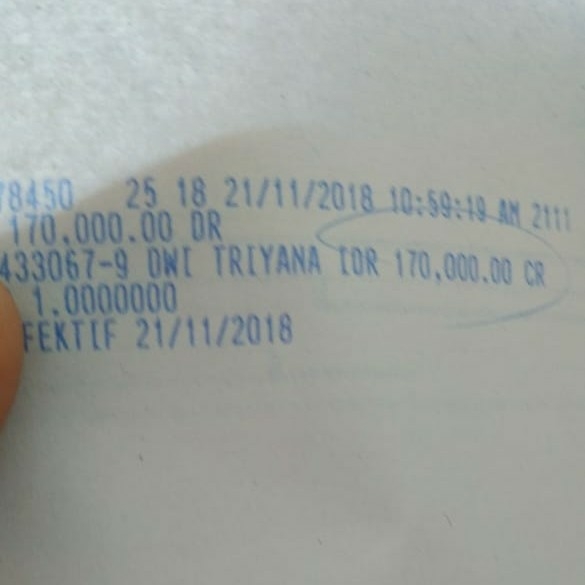 78450 25 18 21/11/2018 10:59:19 AM 2111
170,000.00 DR
433067-9 DWI TRIYANA IDR 170,000.00 CR
1.0000000
FEKTIF 21/11/2018